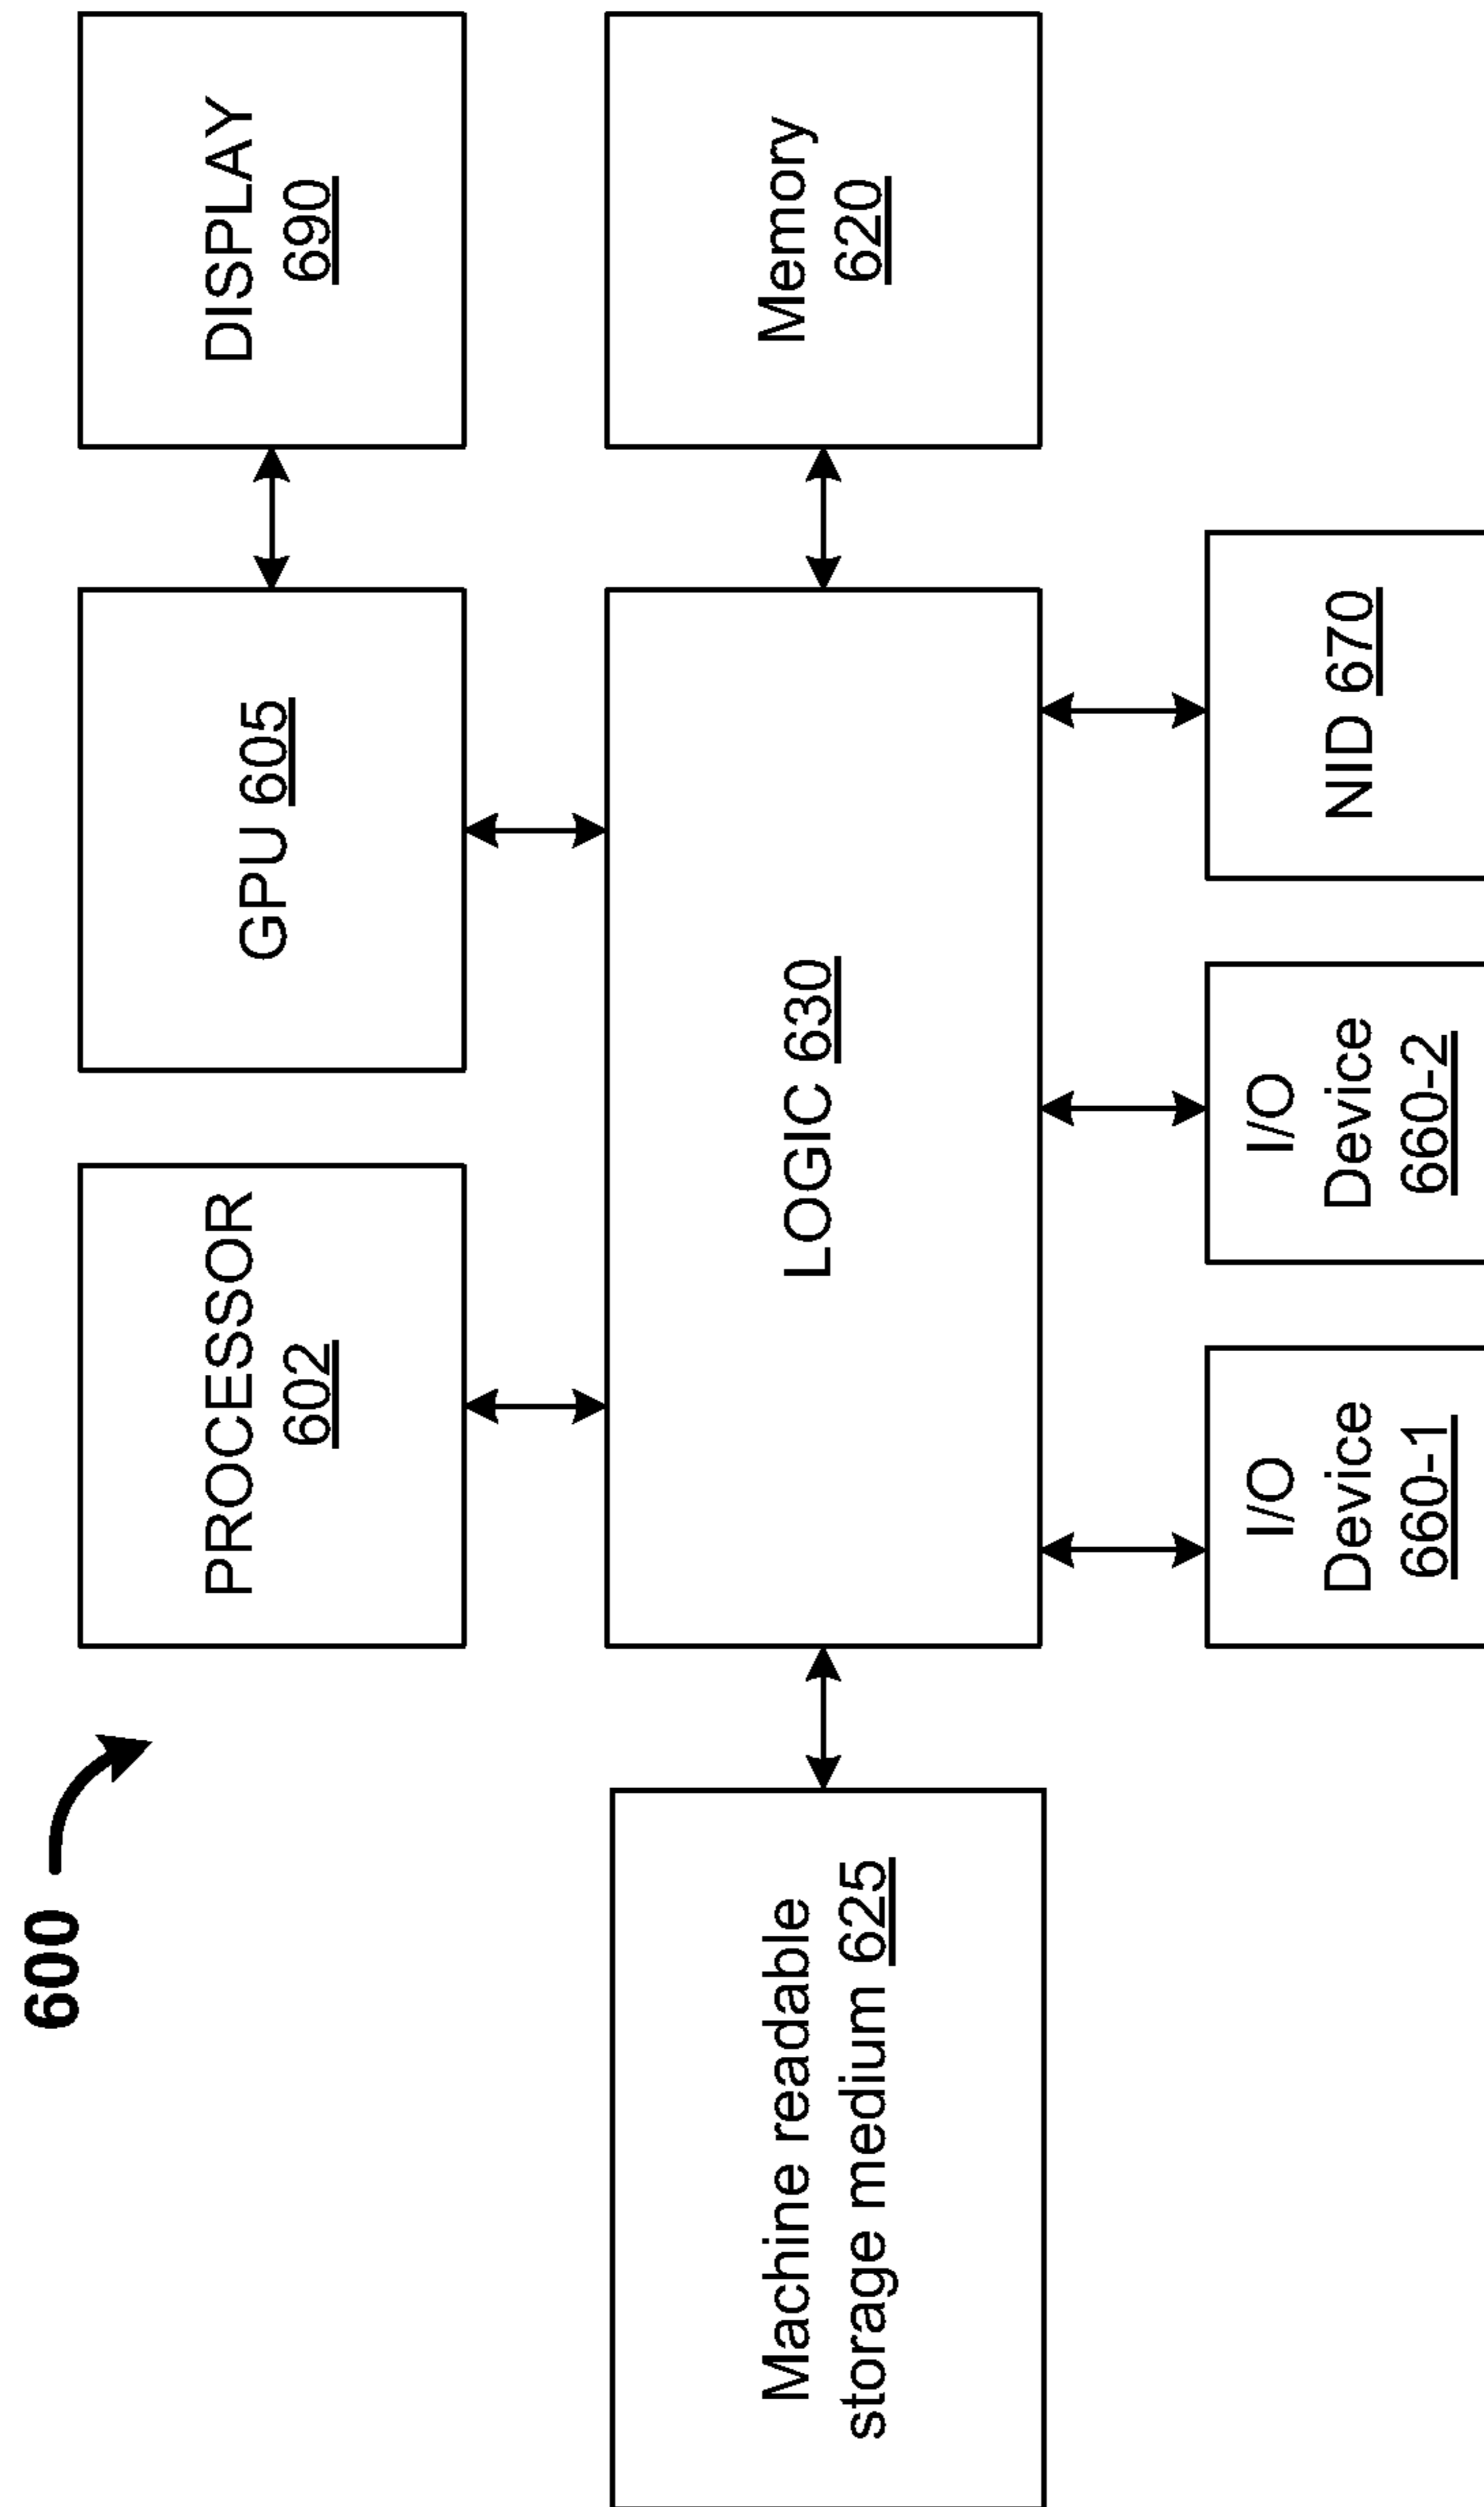 600
PROCESSOR
602
GPU 605
DISPLAY
690
Machine readable
storage medium 625
LOGIC 630
Memory
620
I/O
Device
660-1
I/O
Device
660-2
NID 670